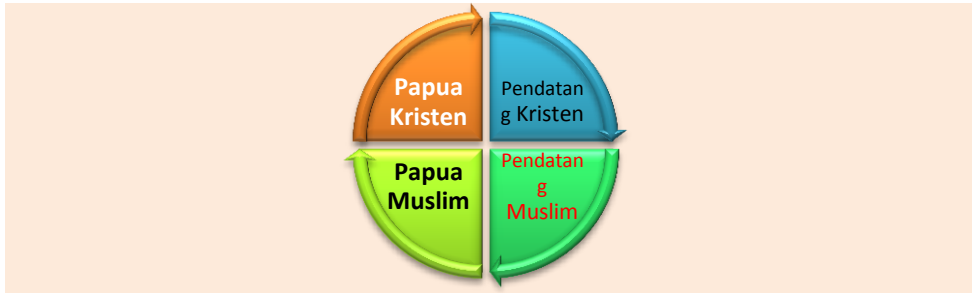 Papua
Kristen
Pendatan
g Kristen
Papua
Muslim
Pendatan
g
Muslim